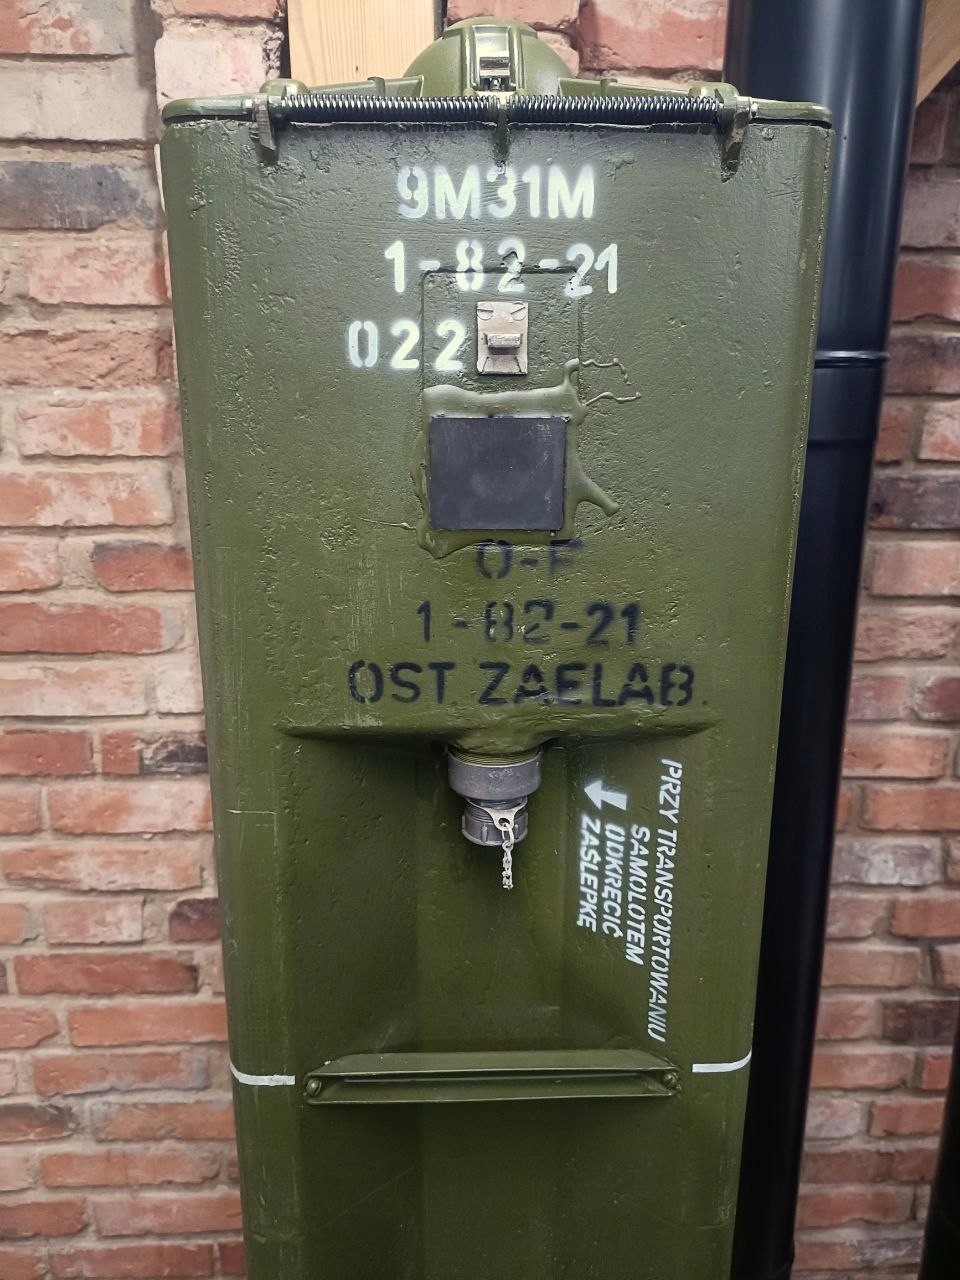 9M31M
1-82-21
022
O-F
1-82-21
OST. ZAELAB.
PRZY TRANSPORTOWANIU
SAMOLOTEM
ODKRĘCIĆ
ZAŚLEPKĘ